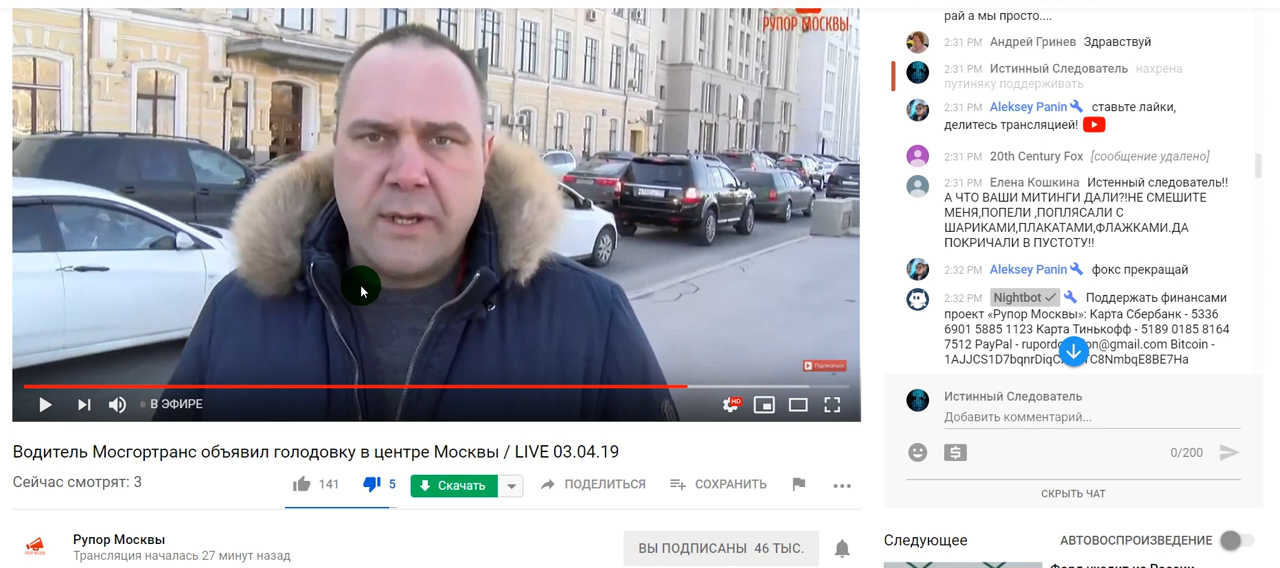 РУПОР МОСКВЫ
Подписаться
В ЭФИРЕ
HD
Водитель Мосгортранс объявил голодовку в центре Москвы / LIVE 03.04.19
Сейчас смотрят: 3
141
5
Скачать
ПОДЕЛИТЬСЯ
СОХРАНИТЬ
Рупор Москвы
Трансляция началась 27 минут назад
ВЫ ПОДПИСАНЫ 46 ТЫС.
рай а мы просто....
2:31 PM Андрей Гринев Здравствуй
2:31 PM Истинный Следователь нахрена
путиняку поддерживать
2:31 PM Aleksey Panin ставьте лайки,
делитесь трансляцией!
2:31 PM 20th Century Fox [сообщение удалено]
2:31 PM Елена Кошкина Истенный следователь!!
А ЧТО ВАШИ МИТИНГИ ДАЛИ?!НЕ СМЕШИТЕ
МЕНЯ,ПОПЕЛИ ,ПОПЛЯСАЛИ С
ШАРИКАМИ,ПЛАКАТАМИ,ФЛАЖКАМИ.ДА
ПОКРИЧАЛИ В ПУСТОТУ!!
2:32 PM Aleksey Panin фокс прекращай
2:32 PM Nightbot Поддержать финансами
проект «Рупор Москвы»: Карта Сбербанк - 5336
6901 5885 1123 Карта Тинькофф - 5189 0185 8164
7512 PayPal - Bitcoin -
Истинный Следователь
Добавить комментарий...
0/200
СКРЫТЬ ЧАТ
Следующее
АВТОВОСПРОИЗВЕДЕНИЕ